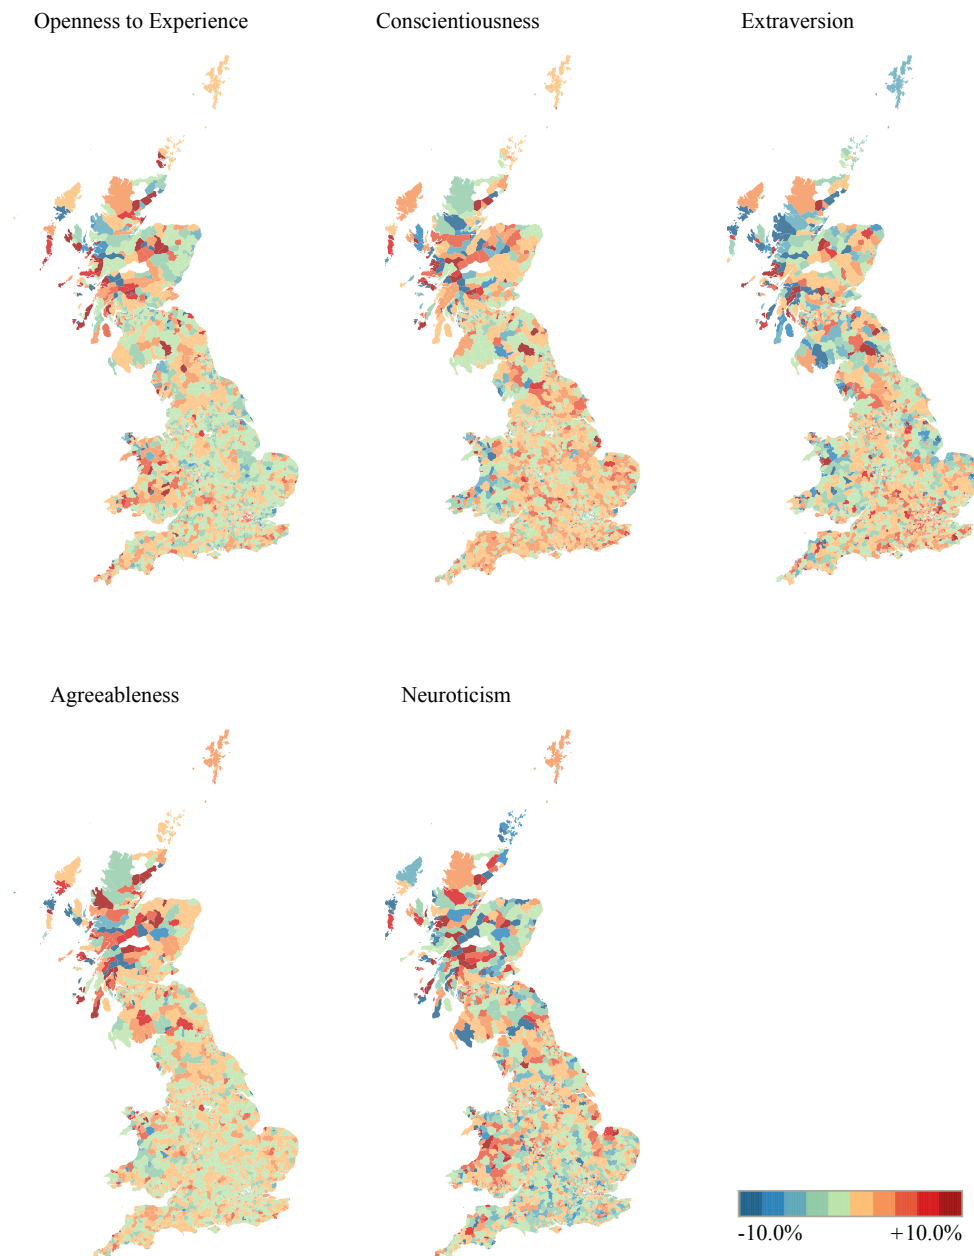 Openness to Experience
Conscientiousness
Extraversion
Agreeableness
Neuroticism
-10.0%
+10.0%